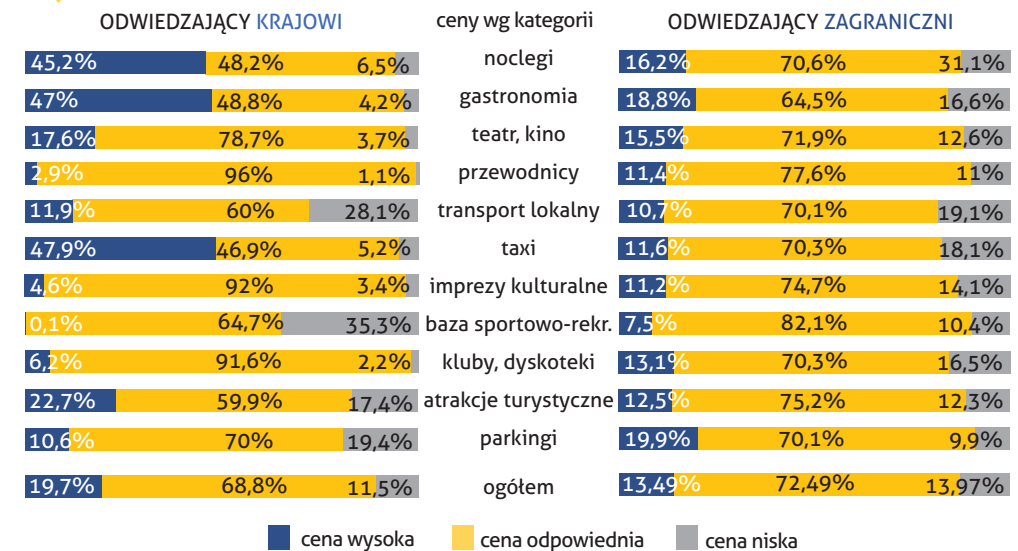 ODWIEDZAJĄCY KRAJOWI ceny wg kategorii ODWIEDZAJĄCY ZAGRANICZNI
45,2% 48,2% 6,5% noclegi 16,2% 70,6% 31,1%
47% 48,8% 4,2% gastronomia 18,8% 64,5% 16,6%
17,6% 78,7% 3,7% teatr, kino 15,5% 71,9% 12,6%
2,9% 96% 1,1% przewodnicy 11,4% 77,6% 11%
11,9% 60% 28,1% transport lokalny 10,7% 70,1% 19,1%
47,9% 46,9% 5,2% taxi 11,6% 70,3% 18,1%
4,6% 92% 3,4% imprezy kulturalne 11,2% 74,7% 14,1%
0,1% 64,7% 35,3% baza sportowo-rekr. 7,5% 82,1% 10,4%
6,2% 91,6% 2,2% kluby, dyskoteki 13,1% 70,3% 16,5%
22,7% 59,9% 17,4% atrakcje turystyczne 12,5% 75,2% 12,3%
10,6% 70% 19,4% parkingi 19,9% 70,1% 9,9%
19,7% 68,8% 11,5% ogółem 13,49% 72,49% 13,97%
cena wysoka cena odpowiednia cena niska